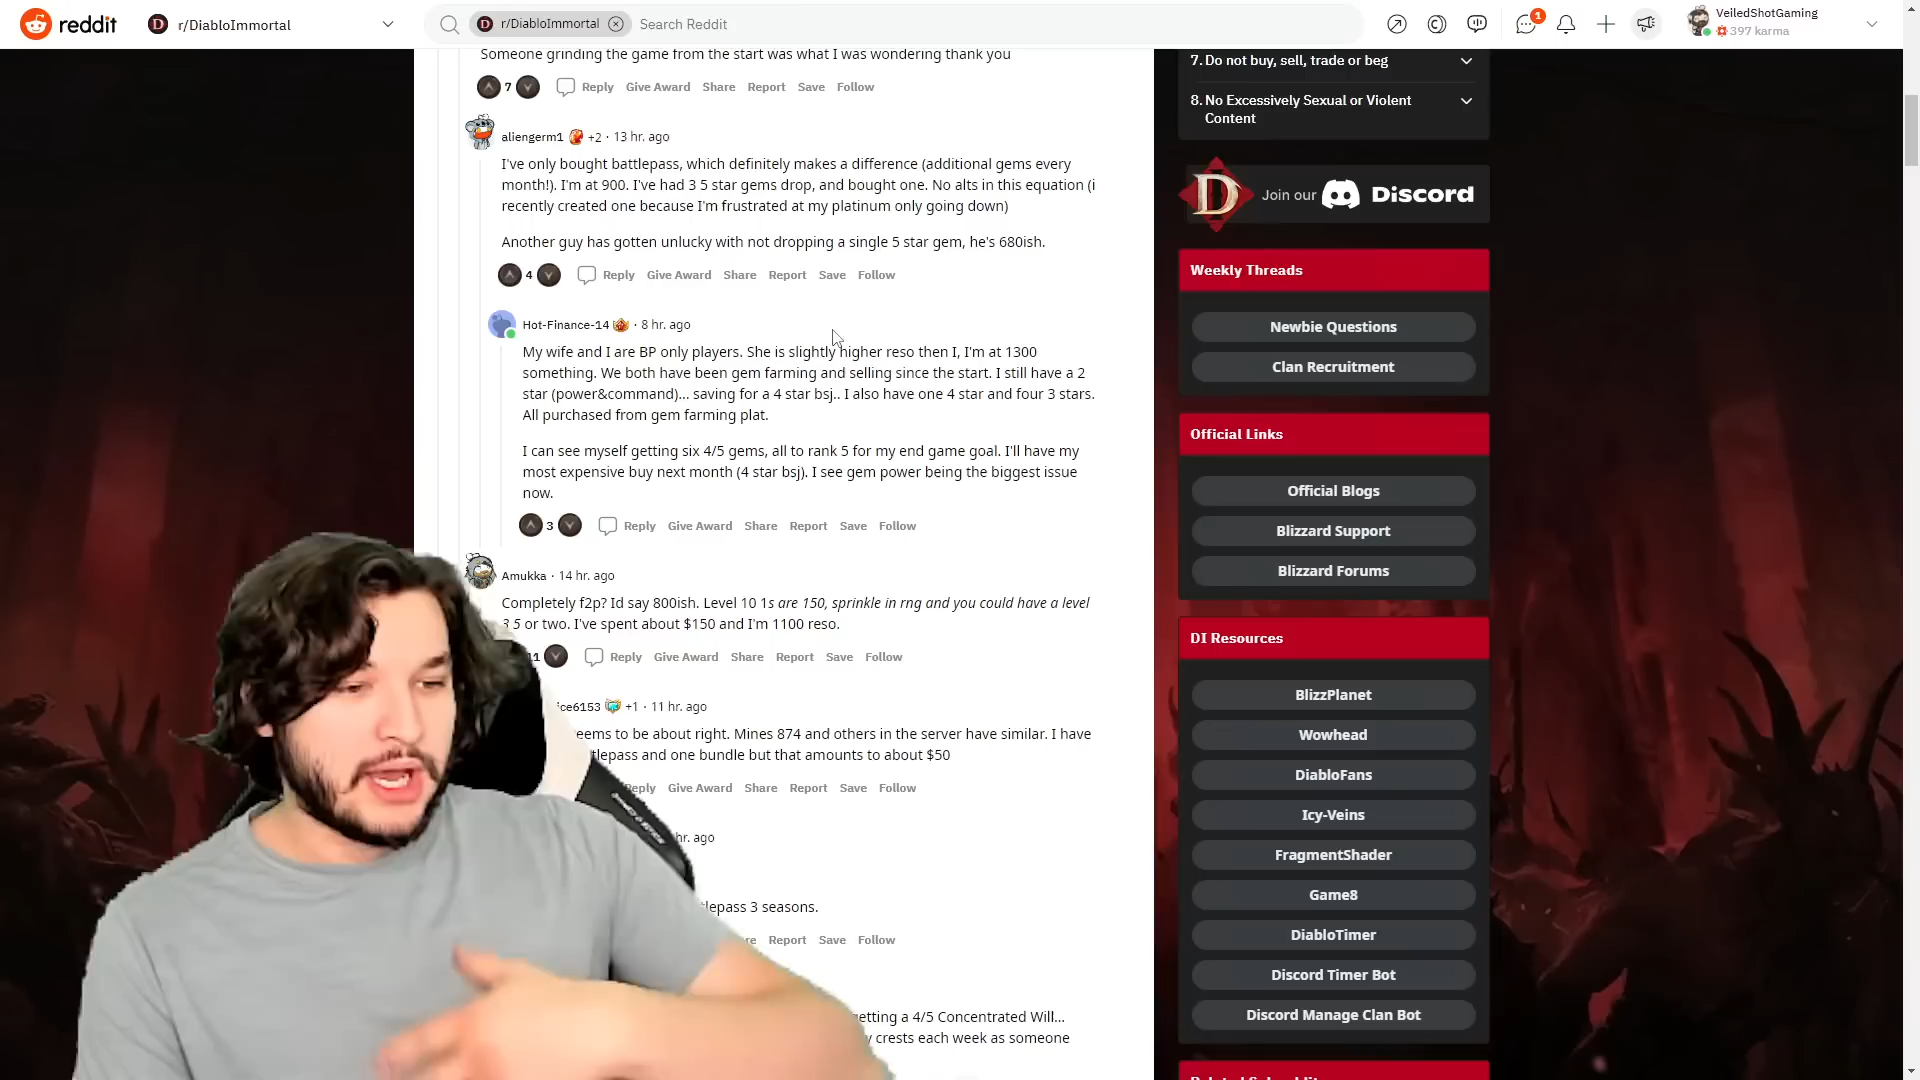 reddit
r/DiabloImmortal
r/DiabloImmortal
Search Reddit
1
VeiledShotGaming
397 karma
Someone grinding the game from the start was what I was wondering thank you
7 Reply Give Award Share Report Save Follow
aliengerm1 +2 · 13 hr. ago
I've only bought battlepass, which definitely makes a difference (additional gems every
month!). I'm at 900. I've had 3 5 star gems drop, and bought one. No alts in this equation (i
recently created one because I'm frustrated at my platinum only going down)
Another guy has gotten unlucky with not dropping a single 5 star gem, he's 680ish.
4 Reply Give Award Share Report Save Follow
Hot-Finance-14 · 8 hr. ago
My wife and I are BP only players. She is slightly higher reso then I, I'm at 1300
something. We both have been gem farming and selling since the start. I still have a 2
star (power&command)... saving for a 4 star bsj.. I also have one 4 star and four 3 stars.
All purchased from gem farming plat.
I can see myself getting six 4/5 gems, all to rank 5 for my end game goal. I'll have my
most expensive buy next month (4 star bsj). I see gem power being the biggest issue
now.
3 Reply Give Award Share Report Save Follow
Amukka · 14 hr. ago
Completely f2p? Id say 800ish. Level 10 1s are 150, sprinkle in rng and you could have a level
3 5 or two. I've spent about $150 and I'm 1100 reso.
11 Reply Give Award Share Report Save Follow
ice6153 +1 · 11 hr. ago
eems to be about right. Mines 874 and others in the server have similar. I have
tlepass and one bundle but that amounts to about $50
Reply Give Award Share Report Save Follow
hr. ago
tlepass 3 seasons.
re Report Save Follow
etting a 4/5 Concentrated Will...
y crests each week as someone
7. Do not buy, sell, trade or beg
8. No Excessively Sexual or Violent
Content
Join our Discord
Weekly Threads
Newbie Questions
Clan Recruitment
Official Links
Official Blogs
Blizzard Support
Blizzard Forums
DI Resources
BlizzPlanet
Wowhead
DiabloFans
Icy-Veins
FragmentShader
Game8
DiabloTimer
Discord Timer Bot
Discord Manage Clan Bot